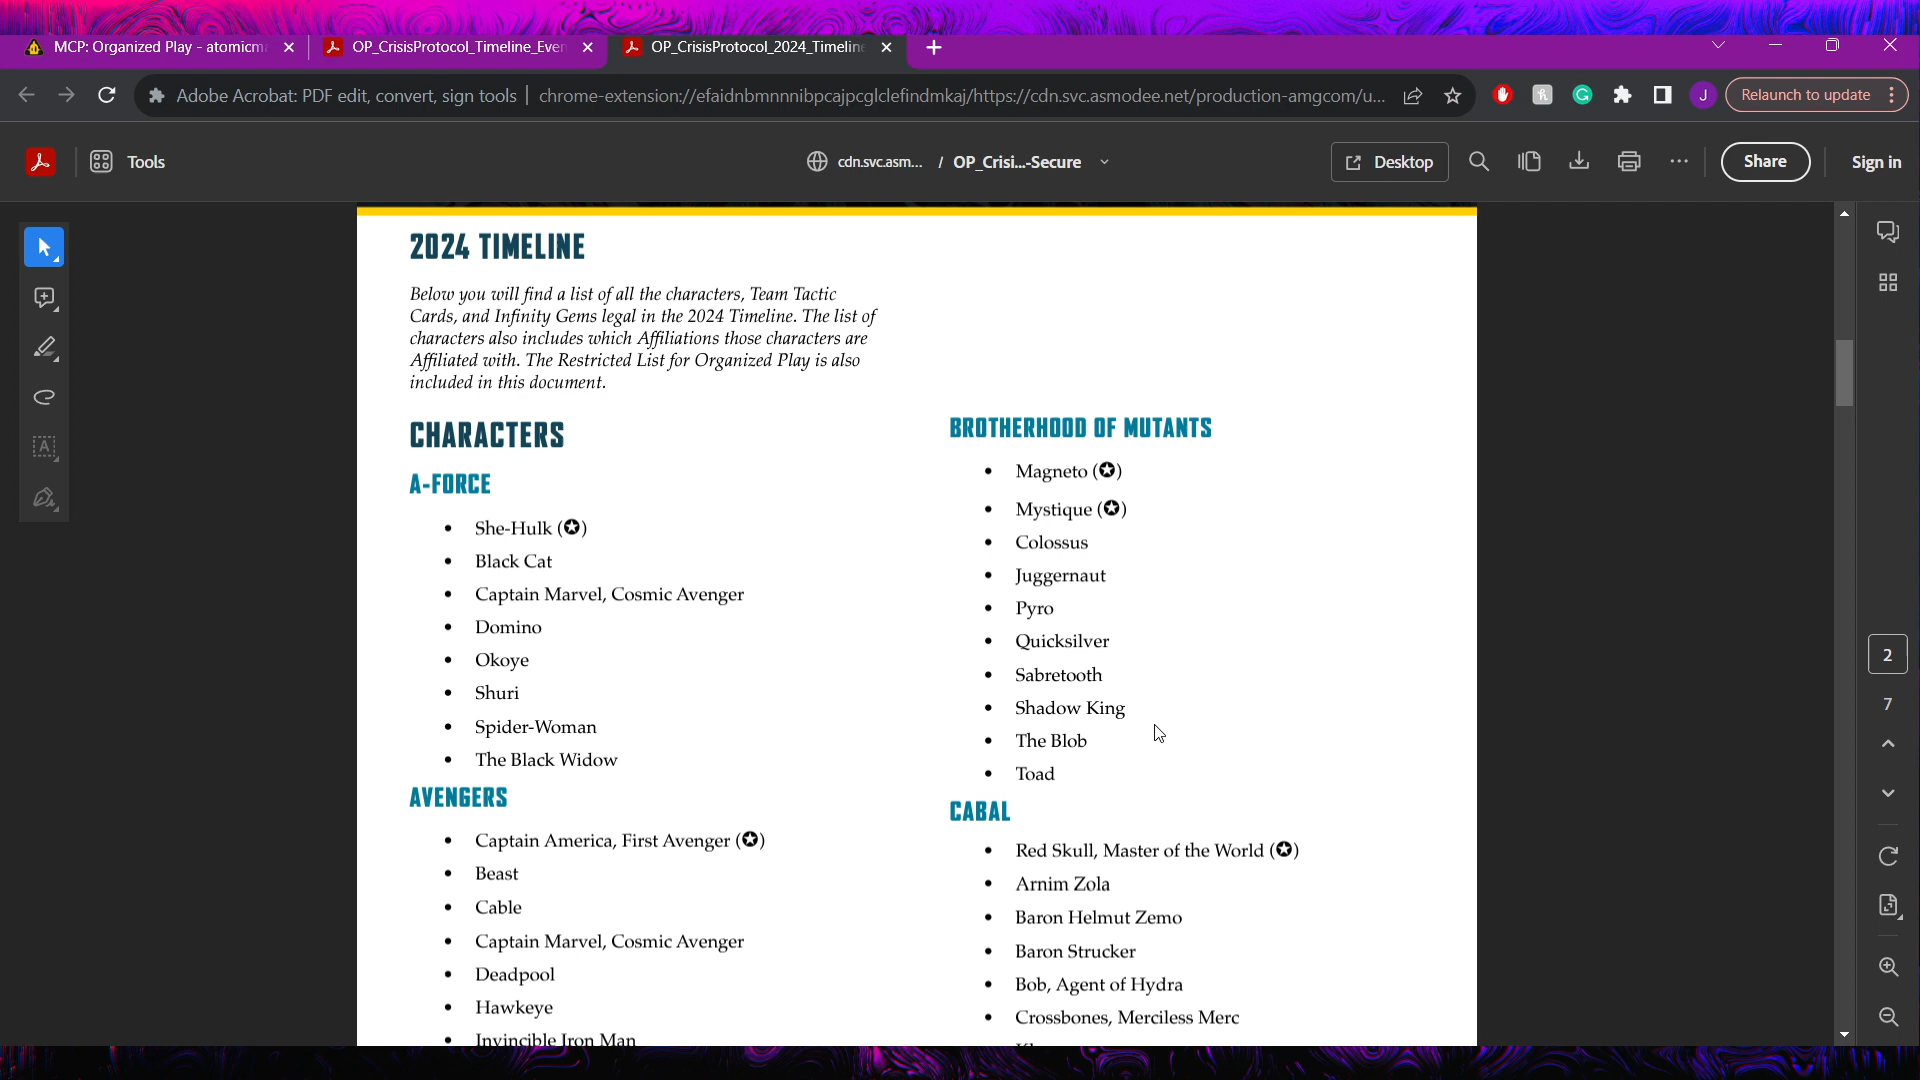 MCP: Organized Play - atomicma
OP_CrisisProtocol_Timeline_Even
OP_CrisisProtocol_2024_Timeline
Adobe Acrobat: PDF edit, convert, sign tools
chrome-extension://efaidnbmnnnibpcajpcglclefindmkaj/https://cdn.svc.asmodee.net/production-amgcom/u...
J
Relaunch to update
Tools
cdn.svc.asm... / OP_Crisi...-Secure
Desktop
Share
Sign in
2024 TIMELINE
Below you will find a list of all the characters, Team Tactic
Cards, and Infinity Gems legal in the 2024 Timeline. The list of
characters also includes which Affiliations those characters are
Affiliated with. The Restricted List for Organized Play is also
included in this document.
CHARACTERS
A-FORCE
• She-Hulk (✪)
• Black Cat
• Captain Marvel, Cosmic Avenger
• Domino
• Okoye
• Shuri
• Spider-Woman
• The Black Widow
AVENGERS
• Captain America, First Avenger (✪)
• Beast
• Cable
• Captain Marvel, Cosmic Avenger
• Deadpool
• Hawkeye
• Invincible Iron Man
BROTHERHOOD OF MUTANTS
• Magneto (✪)
• Mystique (✪)
• Colossus
• Juggernaut
• Pyro
• Quicksilver
• Sabretooth
• Shadow King
• The Blob
• Toad
CABAL
• Red Skull, Master of the World (✪)
• Arnim Zola
• Baron Helmut Zemo
• Baron Strucker
• Bob, Agent of Hydra
• Crossbones, Merciless Merc
2
7